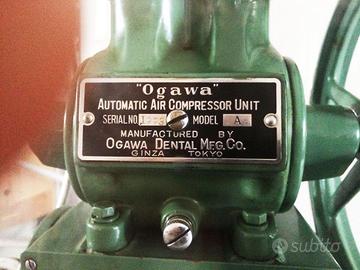 "Ogawa"
AUTOMATIC AIR COMPRESSOR UNIT
SERIAL NO. MODEL A
MANUFACTURED BY
OGAWA DENTAL MFG. CO.
GINZA TOKYO
subito